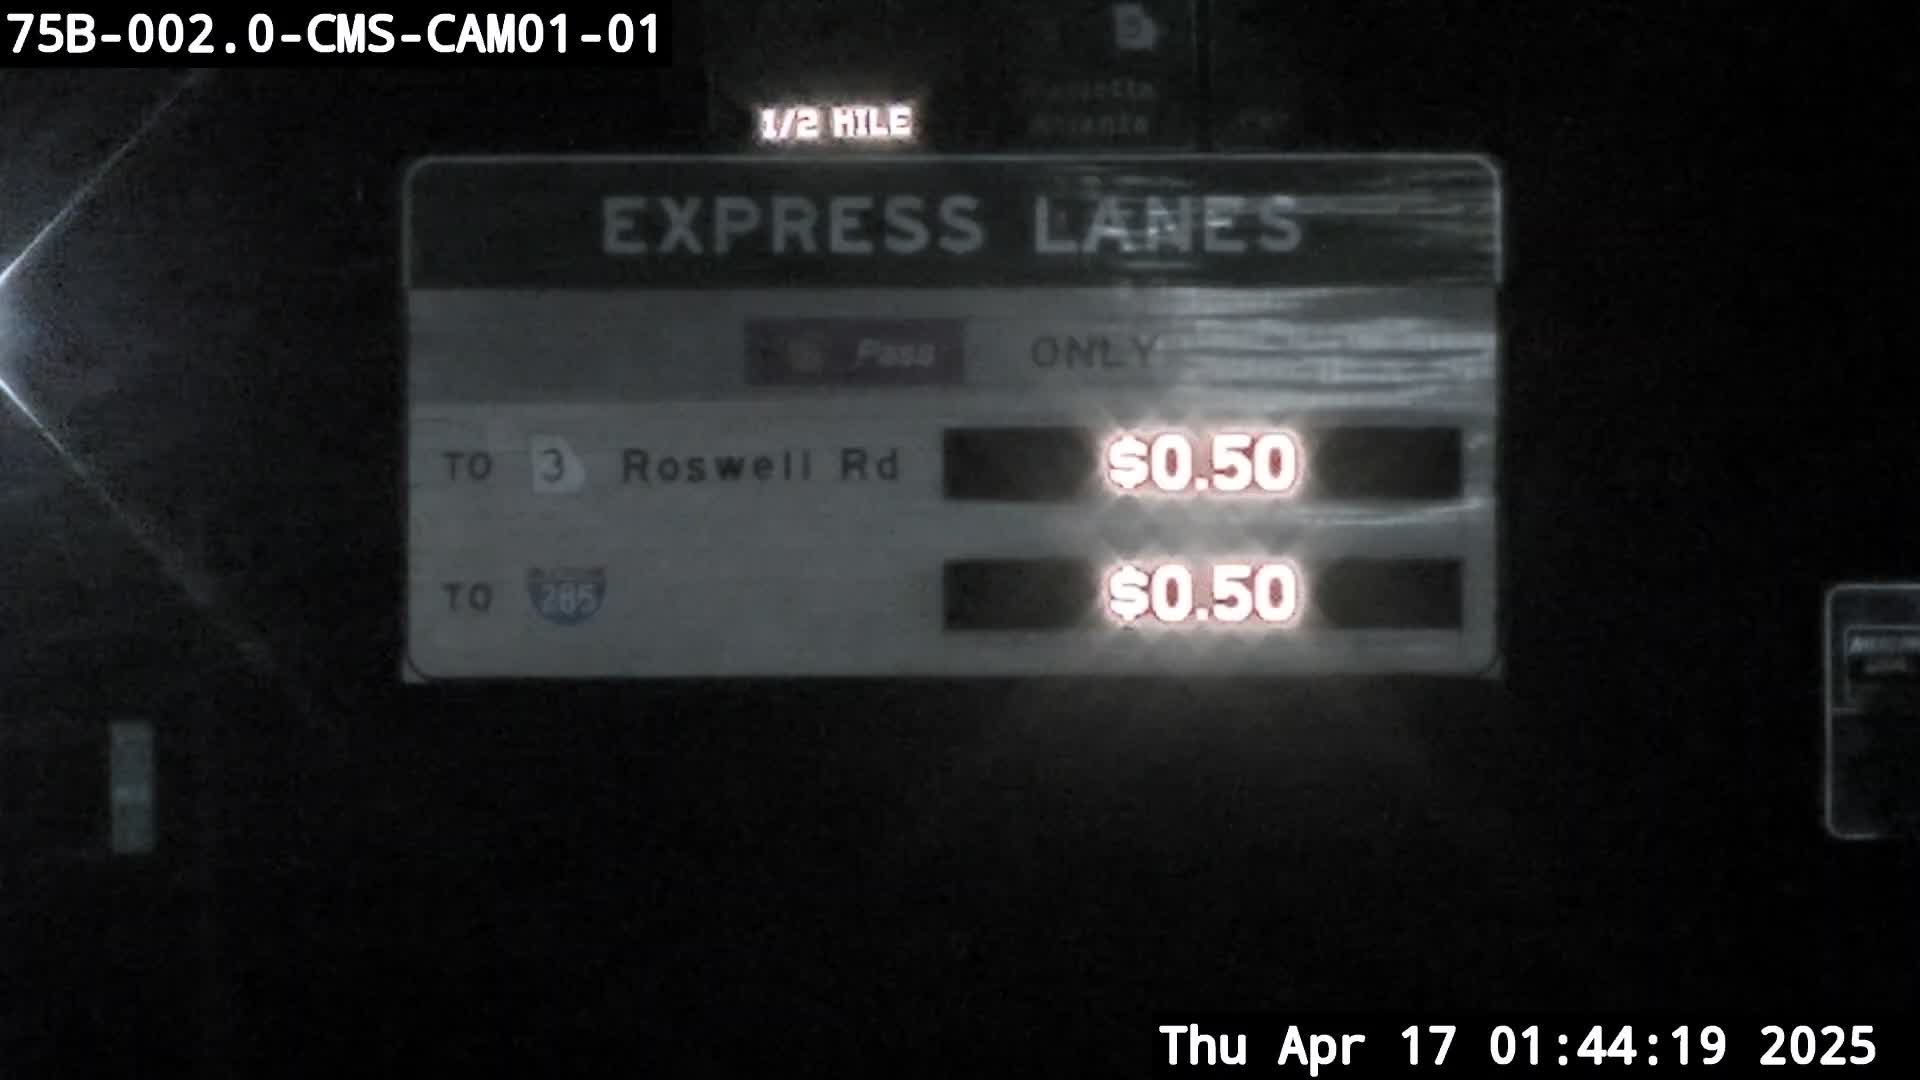 75B-002.0-CMS-CAM01-01
1/2 MILE
EXPRESS LANES
Pass ONLY
TO 3 Roswell Rd $0.50
TO 285 $0.50
Thu Apr 17 01:44:19 2025